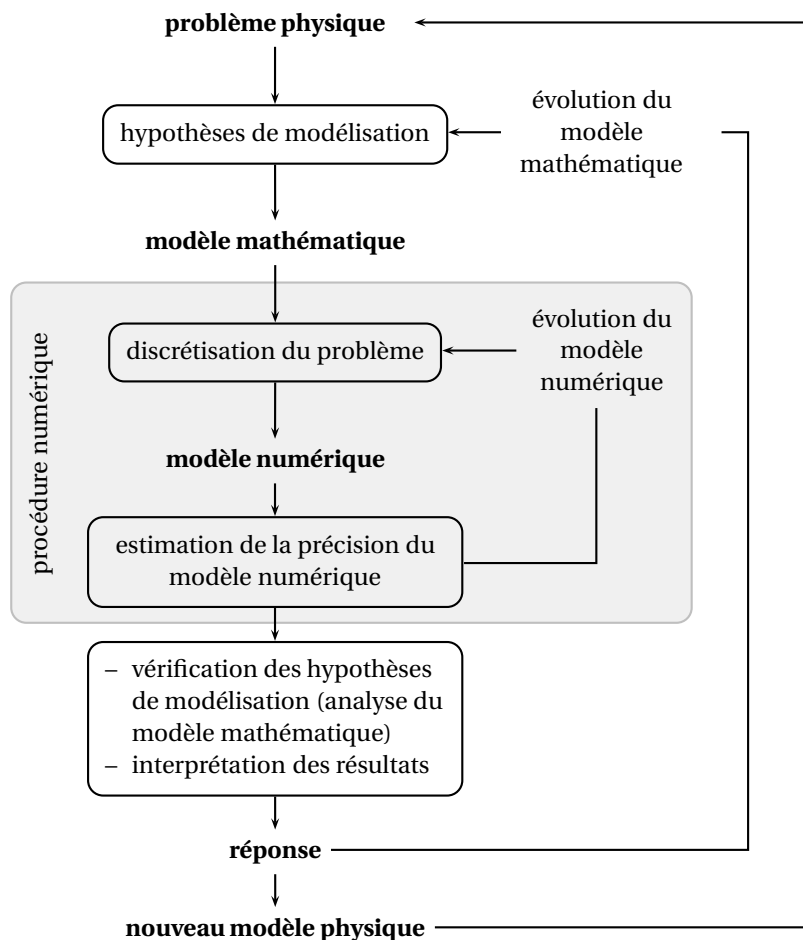 problème physique
hypothèses de modélisation
évolution du
modèle
mathématique
modèle mathématique
procédure numérique
discrétisation du problème
évolution du
modèle
numérique
modèle numérique
estimation de la précision du
modèle numérique
– vérification des hypothèses
de modélisation (analyse du
modèle mathématique)
– interprétation des résultats
réponse
nouveau modèle physique